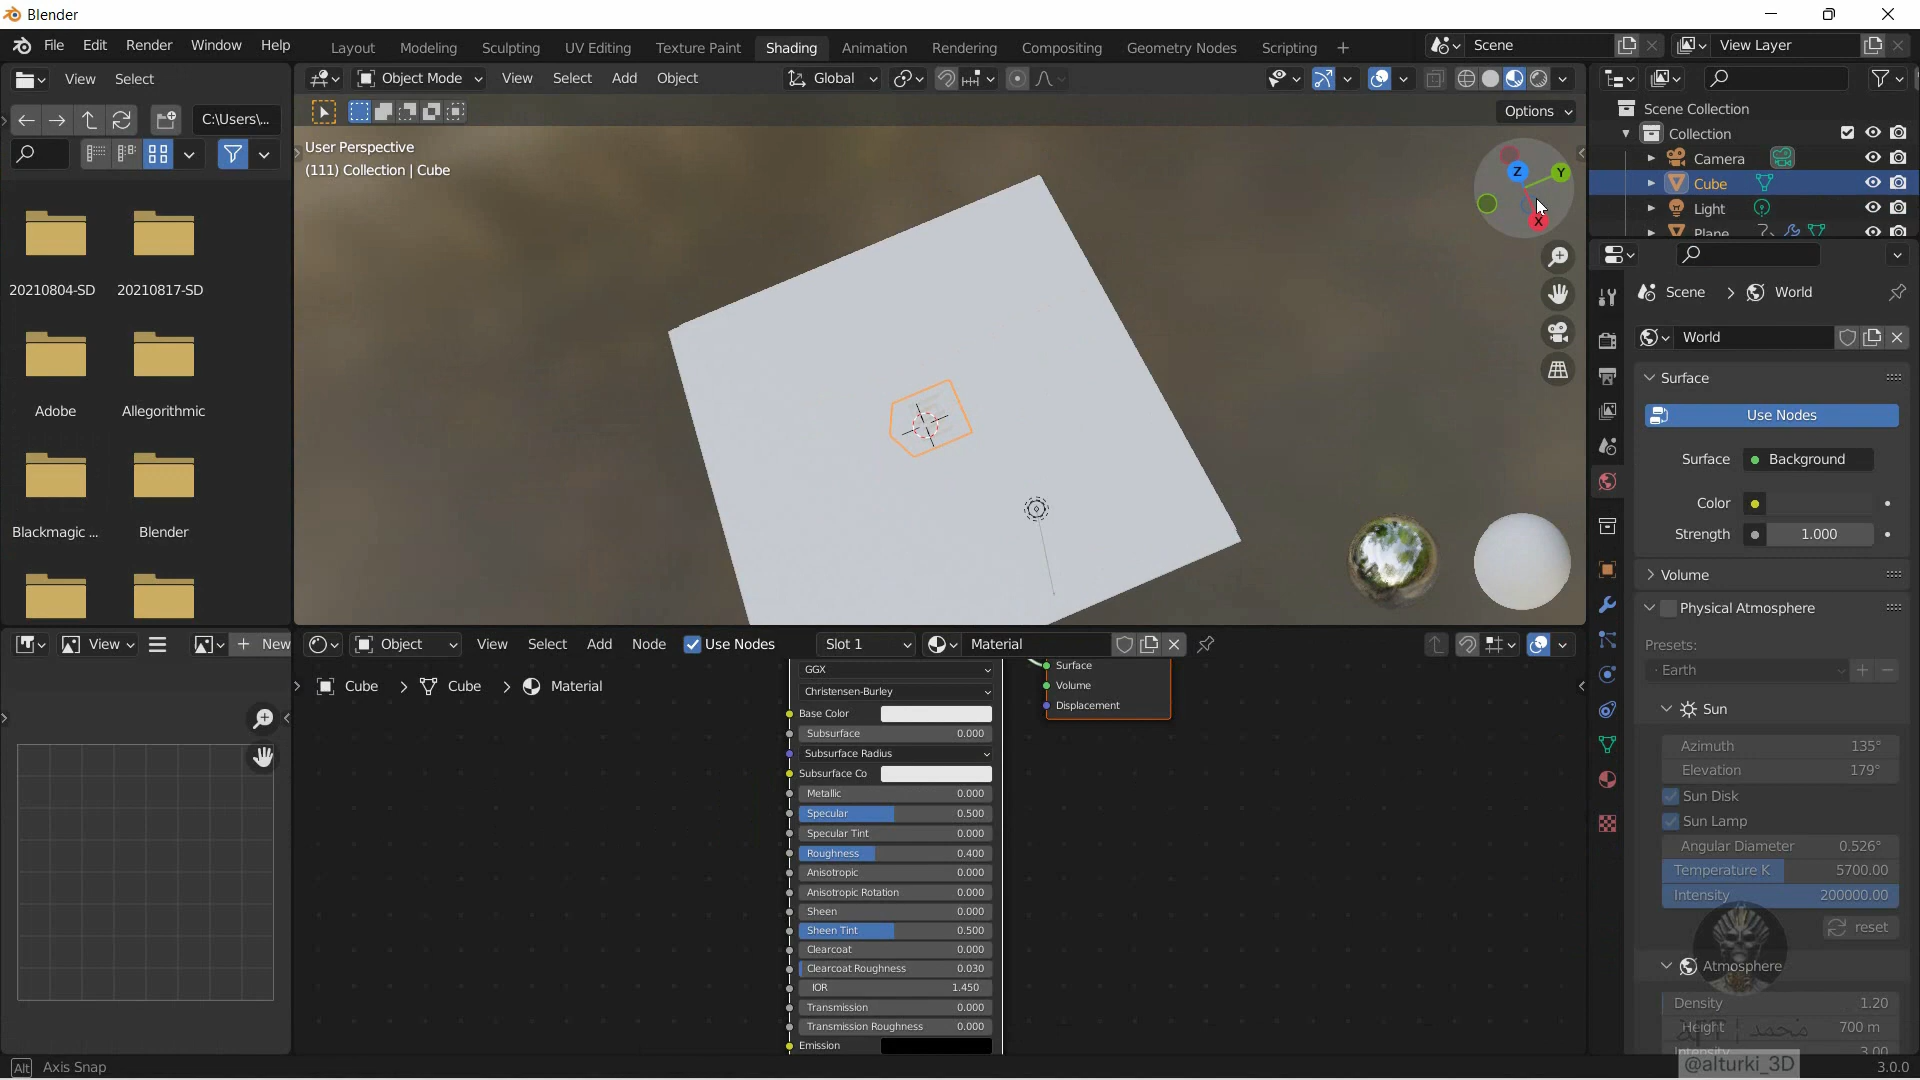 Blender
File Edit Render Window Help Layout Modeling Sculpting UV Editing Texture Paint Shading Animation Rendering Compositing Geometry Nodes Scripting + Scene View Layer
View Select
Object Mode View Select Add Object Global
C:\Users\...
Options
User Perspective
(111) Collection | Cube
Z
Y
X
Scene Collection
Collection
Camera
Cube
Light
Plane
20210804-SD 20210817-SD
Adobe Allegorithmic
Blackmagic ... Blender
Scene > World
World
Surface
Use Nodes
Surface Background
Color
Strength 1.000
Volume
Physical Atmosphere
Presets:
Earth
Sun
Azimuth 135°
Elevation 179°
Sun Disk
Sun Lamp
Angular Diameter 0.526°
Temperature K 5700.00
Intensity 200000.00
reset
Atmosphere
Density 1.20
Height 700 m
Intensity 3.00
View + New
Object View Select Add Node Use Nodes Slot 1 Material
Cube > Cube > Material
GGX
Christensen-Burley
Base Color
Subsurface 0.000
Subsurface Radius
Subsurface Co
Metallic 0.000
Specular 0.500
Specular Tint 0.000
Roughness 0.400
Anisotropic 0.000
Anisotropic Rotation 0.000
Sheen 0.000
Sheen Tint 0.500
Clearcoat 0.000
Clearcoat Roughness 0.030
IOR 1.450
Transmission 0.000
Transmission Roughness 0.000
Emission
Surface
Volume
Displacement
@alturki_3D
Alt Axis Snap
3.0.0